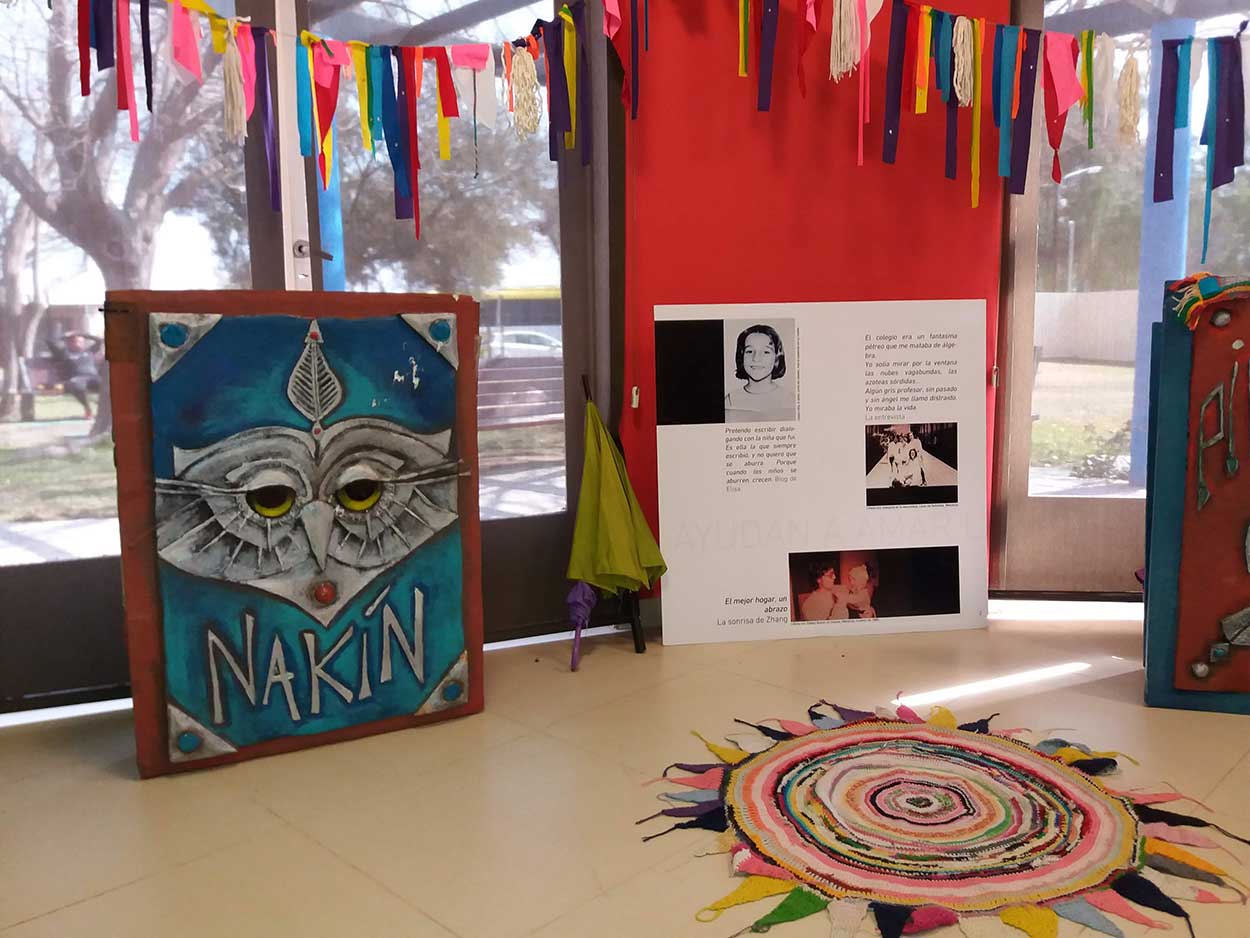 NAKÍN
El colegio era un fantasma
pétreo que me mataba de álge-
bra.
Yo solía mirar por la ventana
las nubes vagabundas, las
azoteas sórdidas...
Algún gris profesor, sin pasado
y sin ángel me llamó distraído.
Yo miraba la vida.
La entrevista
Pretendo escribir dialo-
gando con la niña que fui.
Es ella la que siempre
escribió, y no quiero que
se aburra. Porque
cuando los niños se
aburren crecen. Blog de
Elisa
AYUDAN A AMAR
El mejor hogar, un
abrazo
La sonrisa de Zhang